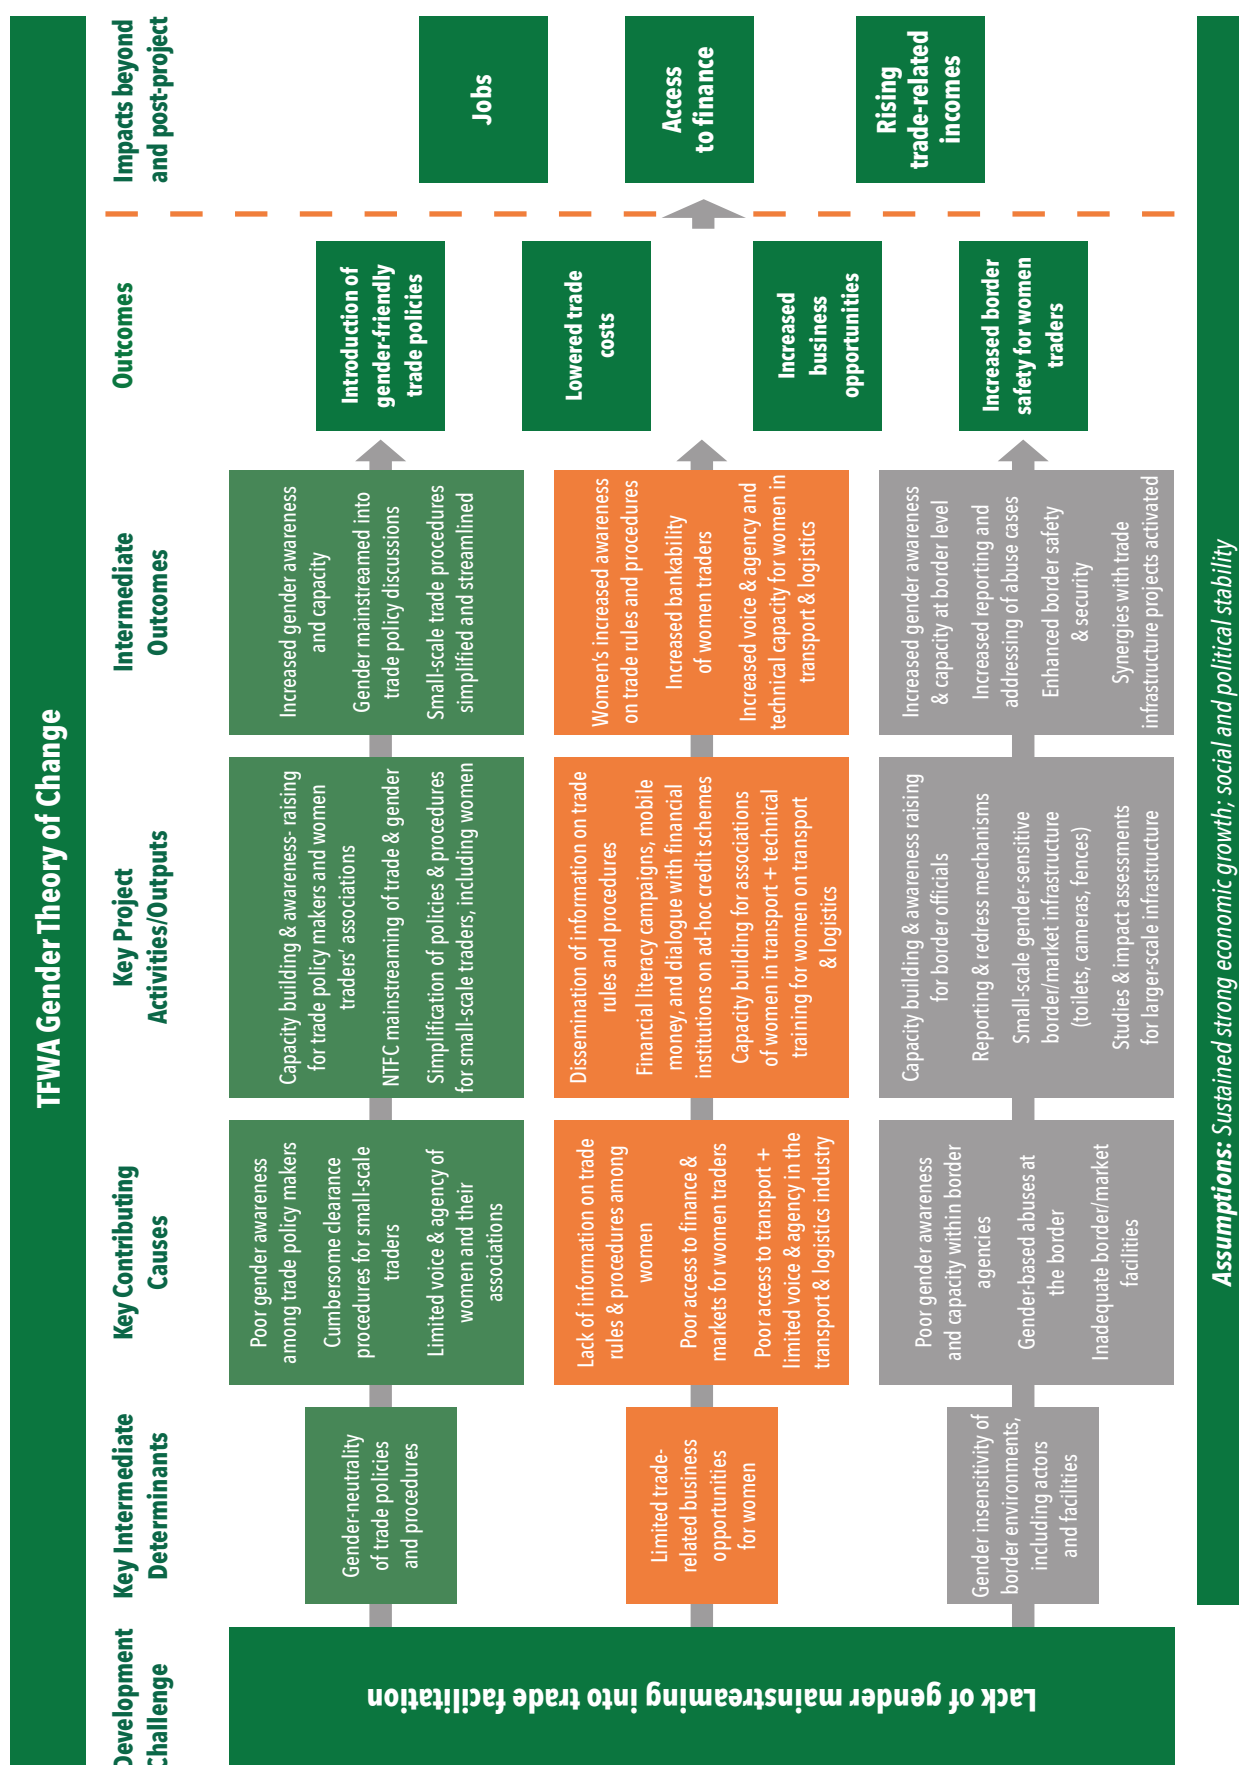 TFWA Gender Theory of Change
Development
Challenge
Key Intermediate
Determinants
Key Contributing
Causes
Key Project
Activities/Outputs
Intermediate
Outcomes
Outcomes
Impacts beyond
and post-project
Lack of gender mainstreaming into trade facilitation
Gender-neutrality
of trade policies
and procedures
Poor gender awareness
among trade policy makers
Cumbersome clearance
procedures for small-scale
traders
Limited voice & agency of
women and their
associations
Capacity building & awareness- raising
for trade policy makers and women
traders’ associations
NTFC mainstreaming of trade & gender
Simplification of policies & procedures
for small-scale traders, including women
Increased gender awareness
and capacity
Gender mainstreamed into
trade policy discussions
Small-scale trade procedures
simplified and streamlined
Limited trade-
related business
opportunities
for women
Lack of information on trade
rules & procedures among
women
Poor access to finance &
markets for women traders
Poor access to transport +
limited voice & agency in the
transport & logistics industry
Dissemination of information on trade
rules and procedures
Financial literacy campaigns, mobile
money, and dialogue with financial
institutions on ad-hoc credit schemes
Capacity building for associations
of women in transport + technical
training for women on transport
& logistics
Women’s increased awareness
on trade rules and procedures
Increased bankability
of women traders
Increased voice & agency and
technical capacity for women in
transport & logistics
Gender insensitivity of
border environments,
including actors
and facilities
Poor gender awareness
and capacity within border
agencies
Gender-based abuses at
the border
Inadequate border/market
facilities
Capacity building & awareness raising
for border officials
Reporting & redress mechanisms
Small-scale gender-sensitive
border/market infrastructure
(toilets, cameras, fences)
Studies & impact assessments
for larger-scale infrastructure
Increased gender awareness
& capacity at border level
Increased reporting and
addressing of abuse cases
Enhanced border safety
& security
Synergies with trade
infrastructure projects activated
Introduction of
gender-friendly
trade policies
Lowered trade
costs
Increased
business
opportunities
Increased border
safety for women
traders
Jobs
Access
to finance
Rising
trade-related
incomes
Assumptions: Sustained strong economic growth; social and political stability